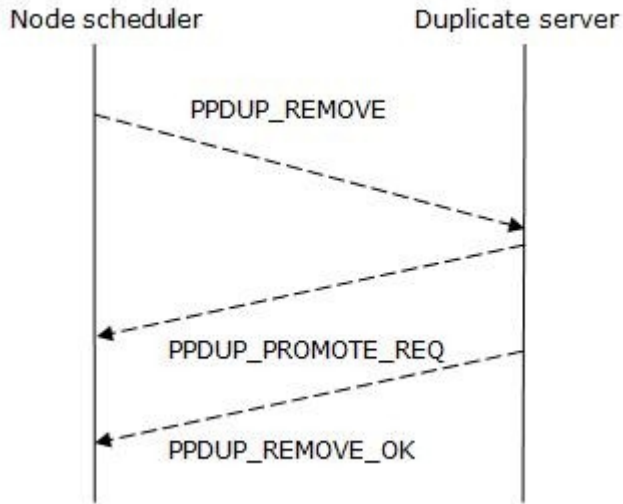 Node scheduler
Duplicate server
PPDUP_REMOVE
PPDUP_PROMOTE_REQ
PPDUP_REMOVE_OK